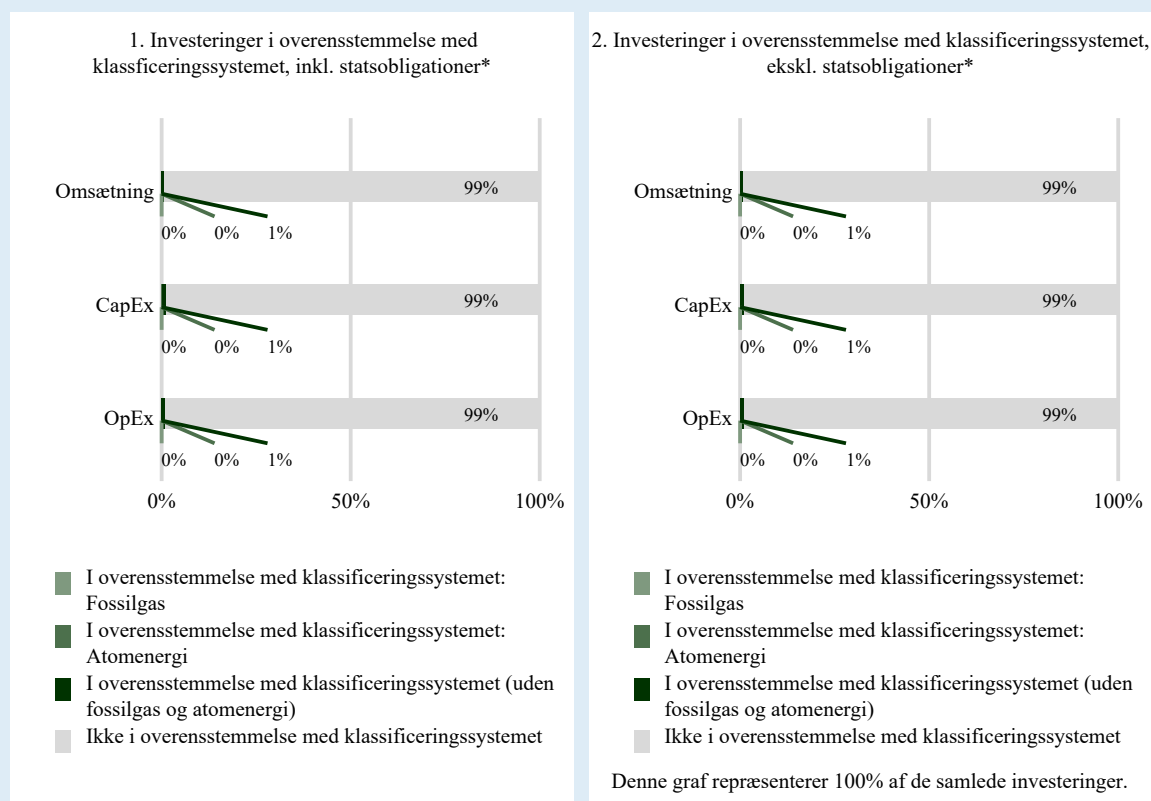 1. Investeringer i overensstemmelse med
klassficeringssystemet, inkl. statsobligationer*
Omsætning
99%
0% 0% 1%
CapEx
99%
0% 0% 1%
OpEx
99%
0% 0% 1%
0% 50% 100%
I overensstemmelse med klassificeringssystemet:
Fossilgas
I overensstemmelse med klassificeringssystemet:
Atomenergi
I overensstemmelse med klassificeringssystemet (uden
fossilgas og atomenergi)
Ikke i overensstemmelse med klassificeringssystemet
2. Investeringer i overensstemmelse med klassificeringssystemet,
ekskl. statsobligationer*
Omsætning
99%
0% 0% 1%
CapEx
99%
0% 0% 1%
OpEx
99%
0% 0% 1%
0% 50% 100%
I overensstemmelse med klassificeringssystemet:
Fossilgas
I overensstemmelse med klassificeringssystemet:
Atomenergi
I overensstemmelse med klassificeringssystemet (uden
fossilgas og atomenergi)
Ikke i overensstemmelse med klassificeringssystemet
Denne graf repræsenterer 100% af de samlede investeringer.